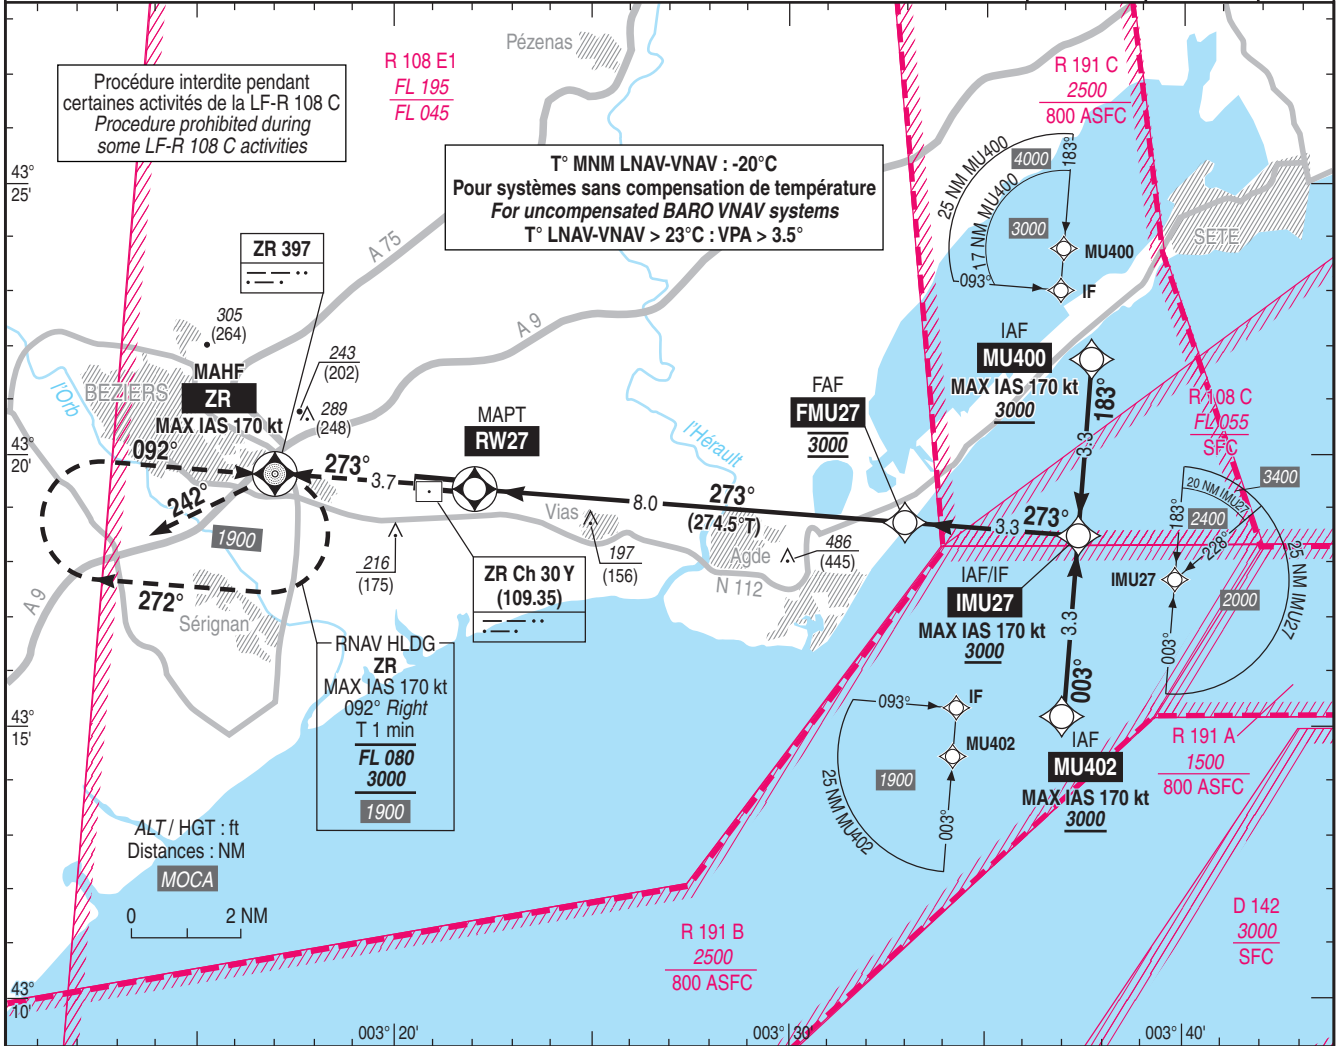 Pézenas
R 108 E1
FL 195
FL 045
Procédure interdite pendant
certaines activités de la LF-R 108 C
Procedure prohibited during
some LF-R 108 C activities
R 191 C
2500
800 ASFC
T° MNM LNAV-VNAV : -20°C
Pour systèmes sans compensation de température
For uncompensated BARO VNAV systems
T° LNAV-VNAV > 23°C : VPA > 3.5°
43°
25'
25 NM MU400
4000
183°
17 NM MU400
3000
MU400
093°
IF
SETE
ZR 397
A 75
A 9
305
(264)
243
(202)
289
(248)
BEZIERS
l'Orb
MAHF
ZR
MAX IAS 170 kt
IAF
MU400
MAX IAS 170 kt
3000
183°
3.3
FAF
FMU27
3000
MAPT
RW27
l'Hérault
R 108 C
FL 055
SFC
43°
20'
092°
273°
3.7
242°
1900
272°
8.0
273°
(274.5°T)
3.3
273°
Vias
197
(156)
216
(175)
Agde
486
(445)
N 112
ZR Ch 30 Y
(109.35)
IAF/IF
IMU27
MAX IAS 170 kt
3000
3400
20 NM IMU27
2400
183°
228°
IMU27
2000
25 NM IMU27
003°
A 9
Sérignan
RNAV HLDG
ZR
MAX IAS 170 kt
092° Right
T 1 min
FL 080
3000
1900
3.3
003°
IAF
MU402
MAX IAS 170 kt
3000
43°
15'
093°
IF
MU402
1900
25 NM MU402
003°
R 191 A
1500
800 ASFC
ALT / HGT : ft
Distances : NM
MOCA
0 2 NM
R 191 B
2500
800 ASFC
D 142
3000
SFC
43°
10'
003° 20'
003° 30'
003° 40'